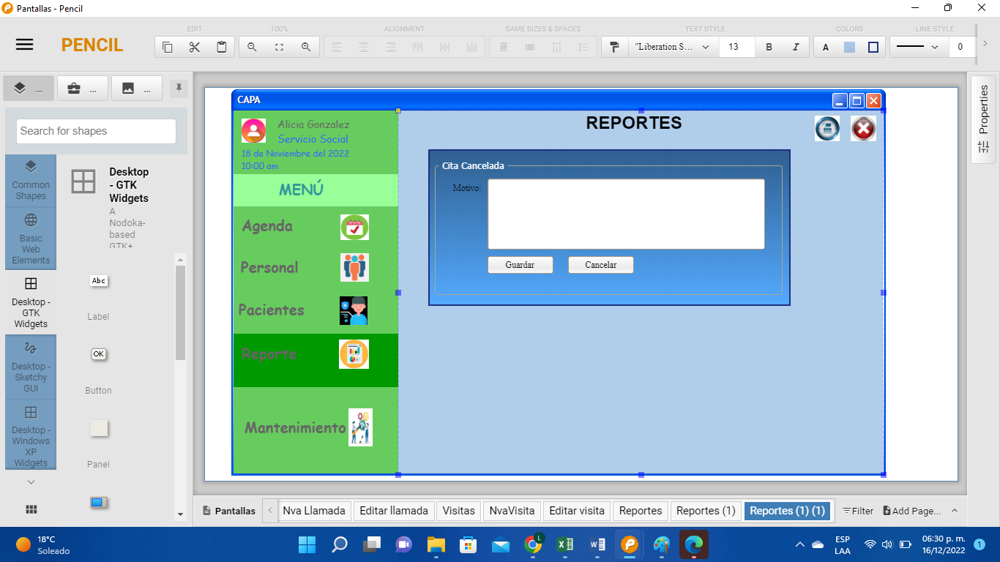 Pantallas - Pencil
EDIT
100%
ALIGNMENT
SAME SIZES & SPACES
TEXT STYLE
COLORS
LINE STYLE
PENCIL
"Liberation S...
13
B
I
A
0
...
...
...
Search for shapes
Common
Shapes
Basic
Web
Elements
Desktop -
GTK
Widgets
Desktop -
Sketchy
GUI
Desktop -
Windows
XP
Widgets
Desktop
- GTK
Widgets
A
Nodoka-
based
GTK+
Abc
Label
OK
Button
Panel
CAPA
Alicia Gonzalez
Servicio Social
18 de Noviembre del 2022
10:00 am
MENÚ
Agenda
Personal
Pacientes
Reporte
Mantenimiento
REPORTES
Cita Cancelada
Motivo:
Guardar
Cancelar
Properties
Pantallas
Nva Llamada
Editar llamada
Visitas
NvaVisita
Editar visita
Reportes
Reportes (1)
Reportes (1) (1)
Filter
Add Page...
18°C
Soleado
L
ESP
LAA
06:30 p. m.
16/12/2022
1